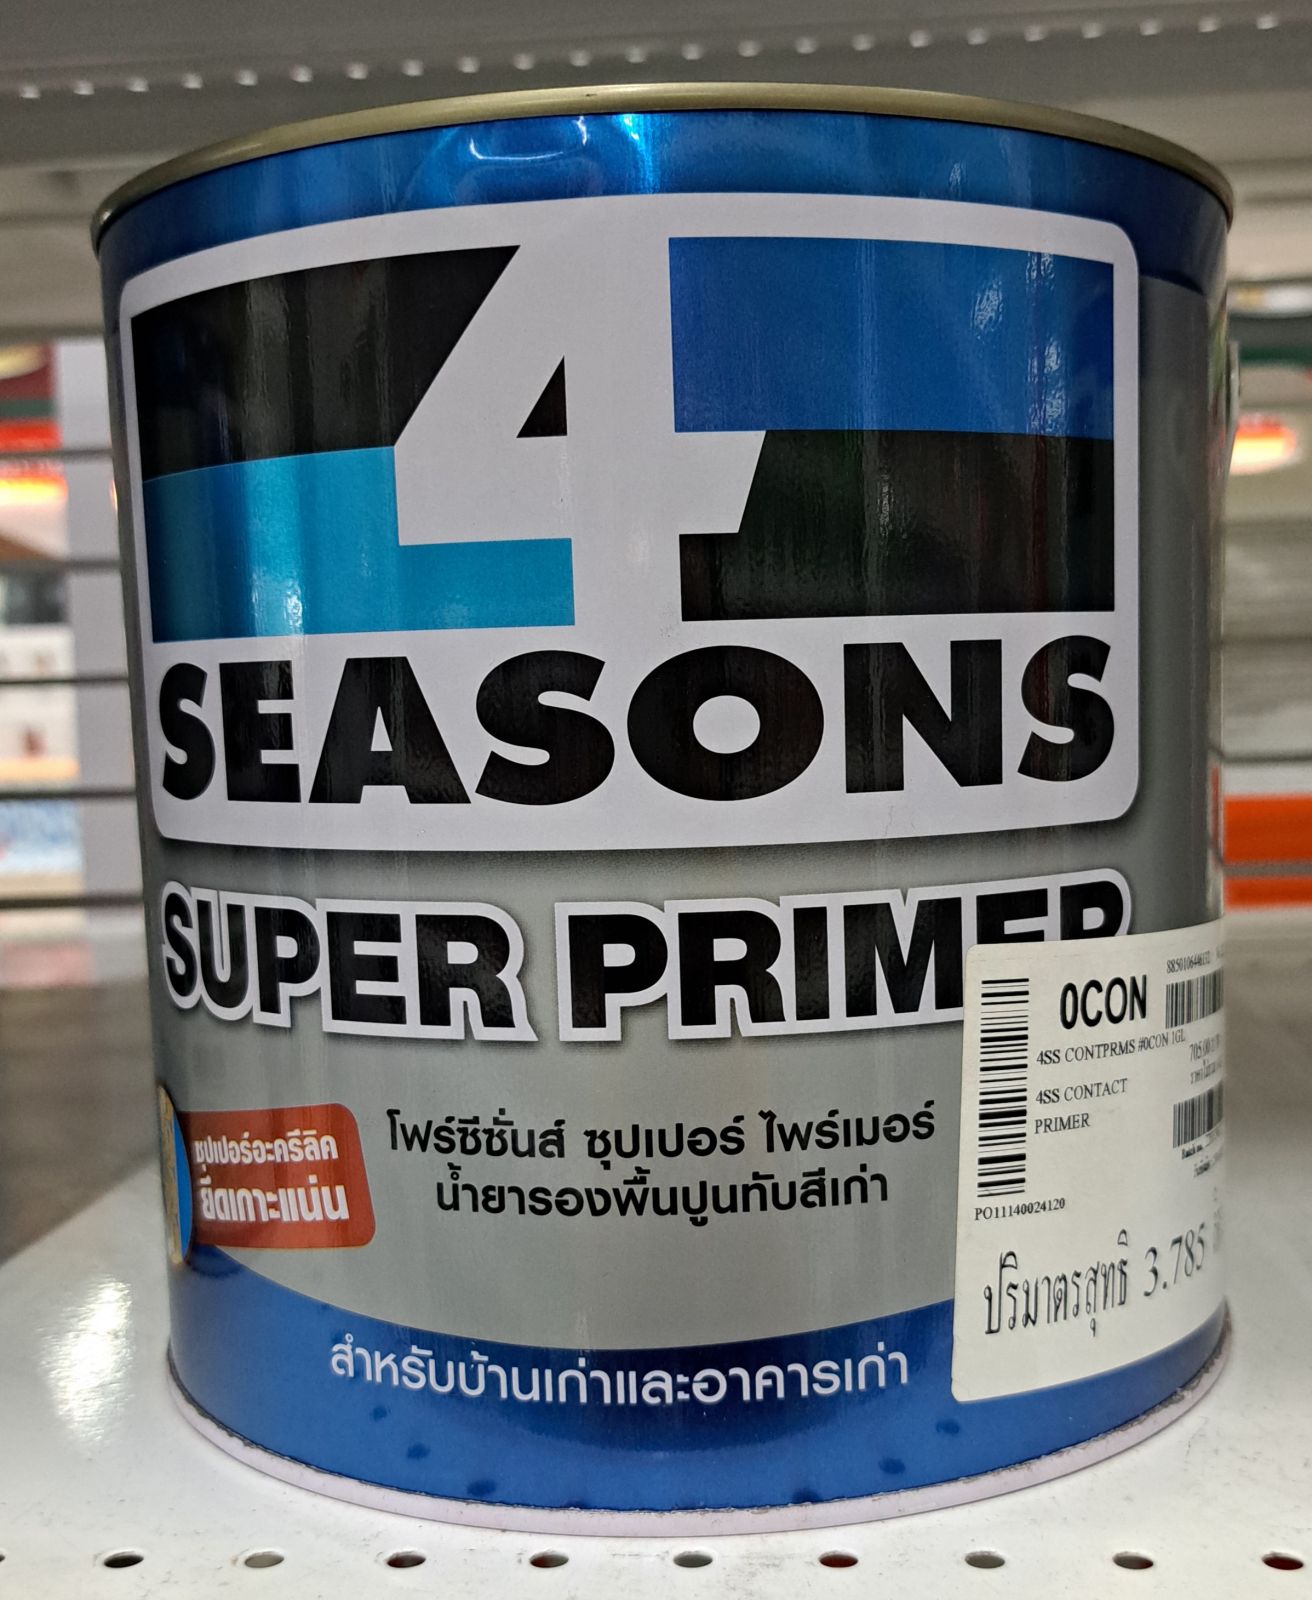 4
SEASONS
SUPER PRIMER
ซุปเปอร์อะครีลิค
ยึดเกาะแน่น
โฟร์ซีซั่นส์ ซุปเปอร์ ไพร์เมอร์
น้ำยารองพื้นปูนทับสีเก่า
สำหรับบ้านเก่าและอาคารเก่า
0CON
4SS CONTPRMS #0CON 1GL
4SS CONTACT
PRIMER
PO11140024120
ปริมาตรสุทธิ 3.785